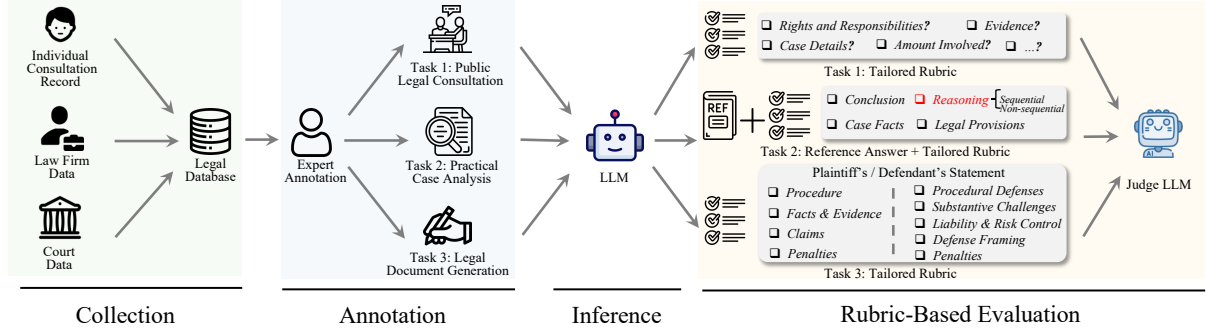 Individual
Consultation
Record
Law Firm
Data
Court
Data
Legal
Database
Collection
Expert
Annotation
Task 1: Public
Legal Consultation
Task 2: Practical
Case Analysis
Task 3: Legal
Document Generation
Annotation
LLM
Inference
Rights and Responsibilities? Evidence?
Case Details? Amount Involved? ...?
Task 1: Tailored Rubric
REF
Conclusion Reasoning Sequential
Non-sequential
Case Facts Legal Provisions
Task 2: Reference Answer + Tailored Rubric
Plaintiff's / Defendant's Statement
Procedure
Facts & Evidence
Claims
Penalties
Procedural Defenses
Substantive Challenges
Liability & Risk Control
Defense Framing
Penalties
Task 3: Tailored Rubric
AI
Judge LLM
Rubric-Based Evaluation